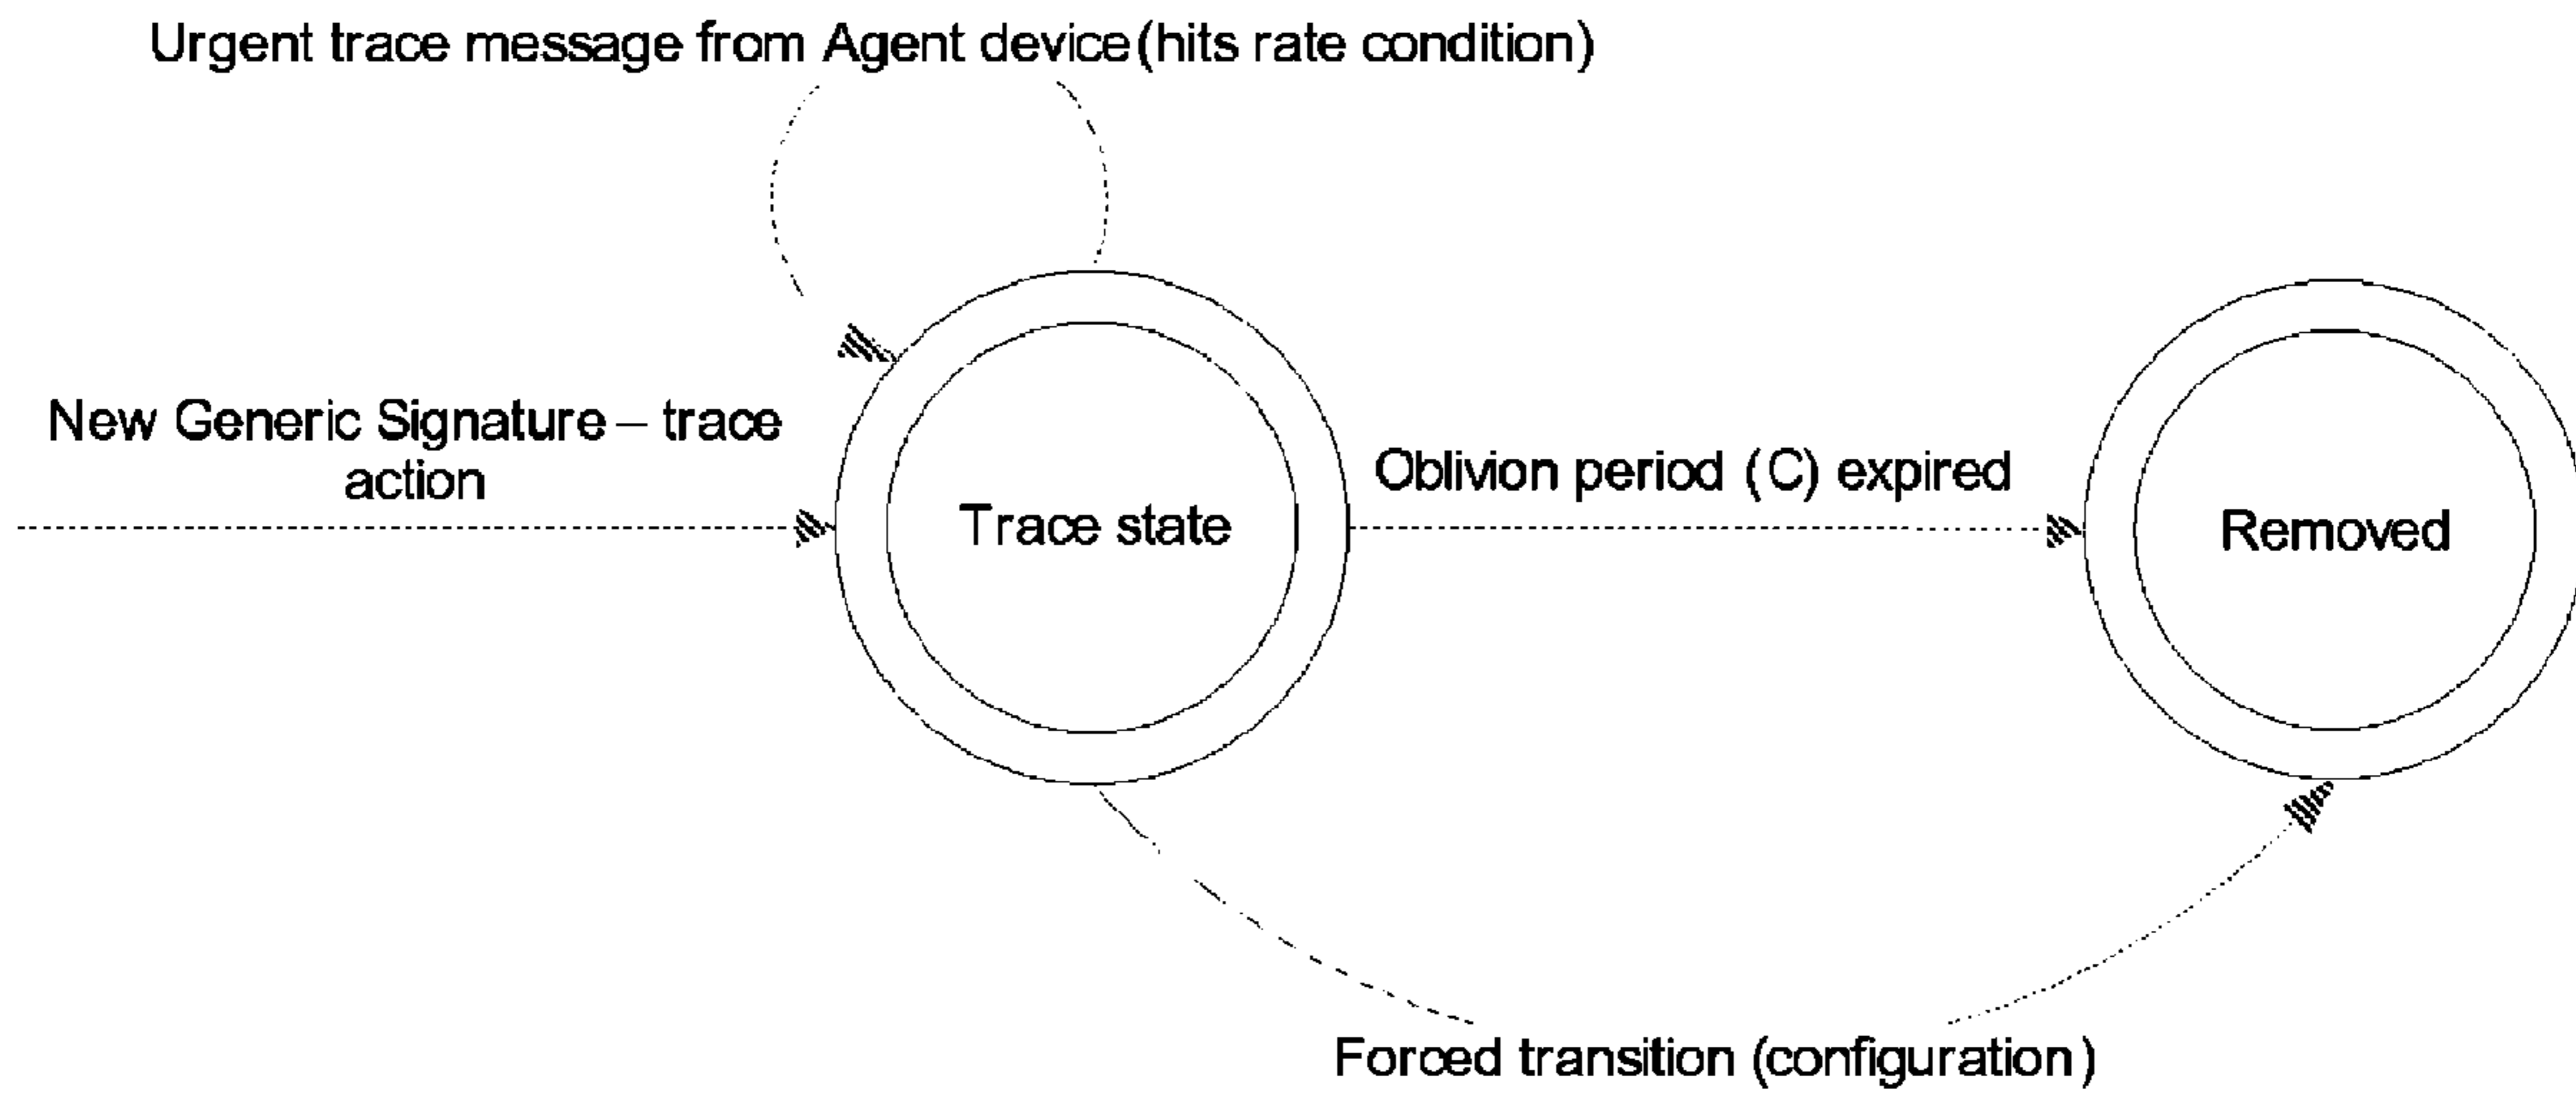 Urgent trace message from Agent device(hits rate condition)
New Generic Signature – trace
action
Oblivion period (C) expired
Trace state
Removed
Forced transition (configuration)